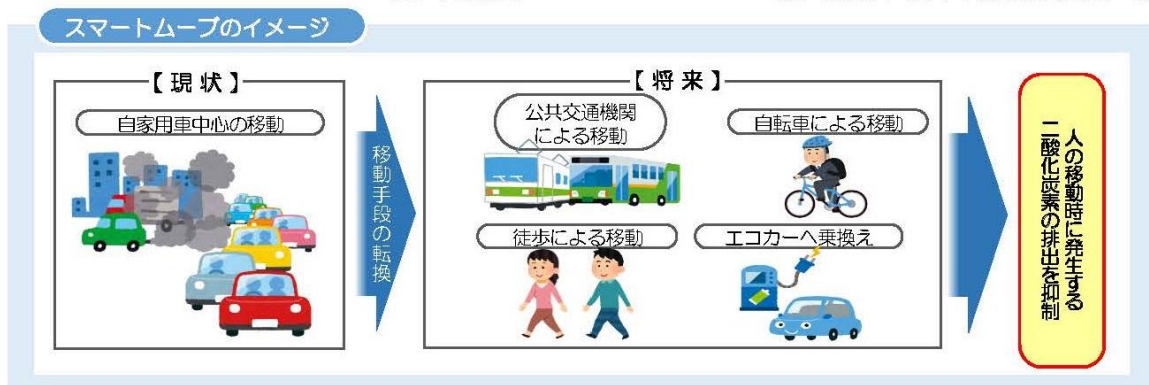 スマートムーブのイメージ
【現状】
自家用車中心の移動
移動手段の転換
【将来】
公共交通機関
による移動
自転車による移動
徒歩による移動
エコカーへ乗換え
人の移動時に発生する
二酸化炭素の排出を抑制